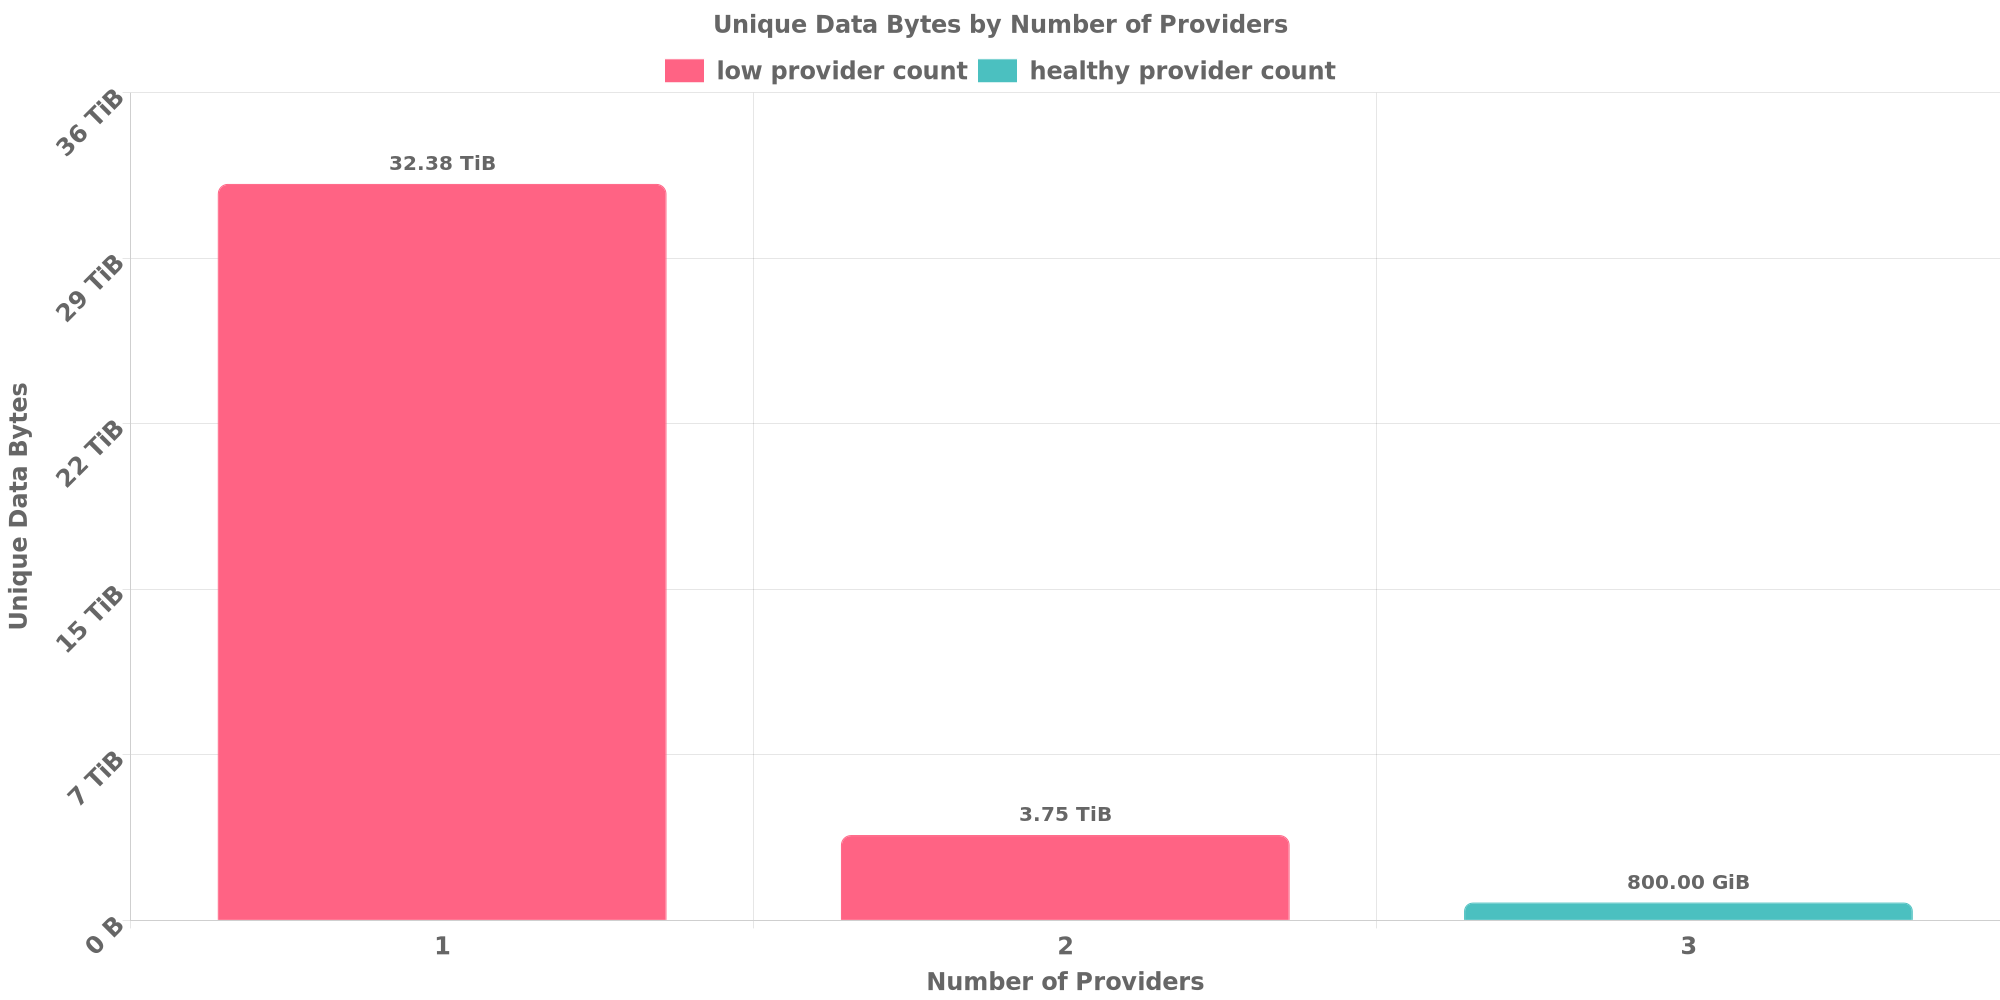 Unique Data Bytes by Number of Providers
low provider count healthy provider count
36 TiB
29 TiB
22 TiB
15 TiB
7 TiB
0 B
Unique Data Bytes
32.38 TiB
3.75 TiB
800.00 GiB
1 2 3
Number of Providers